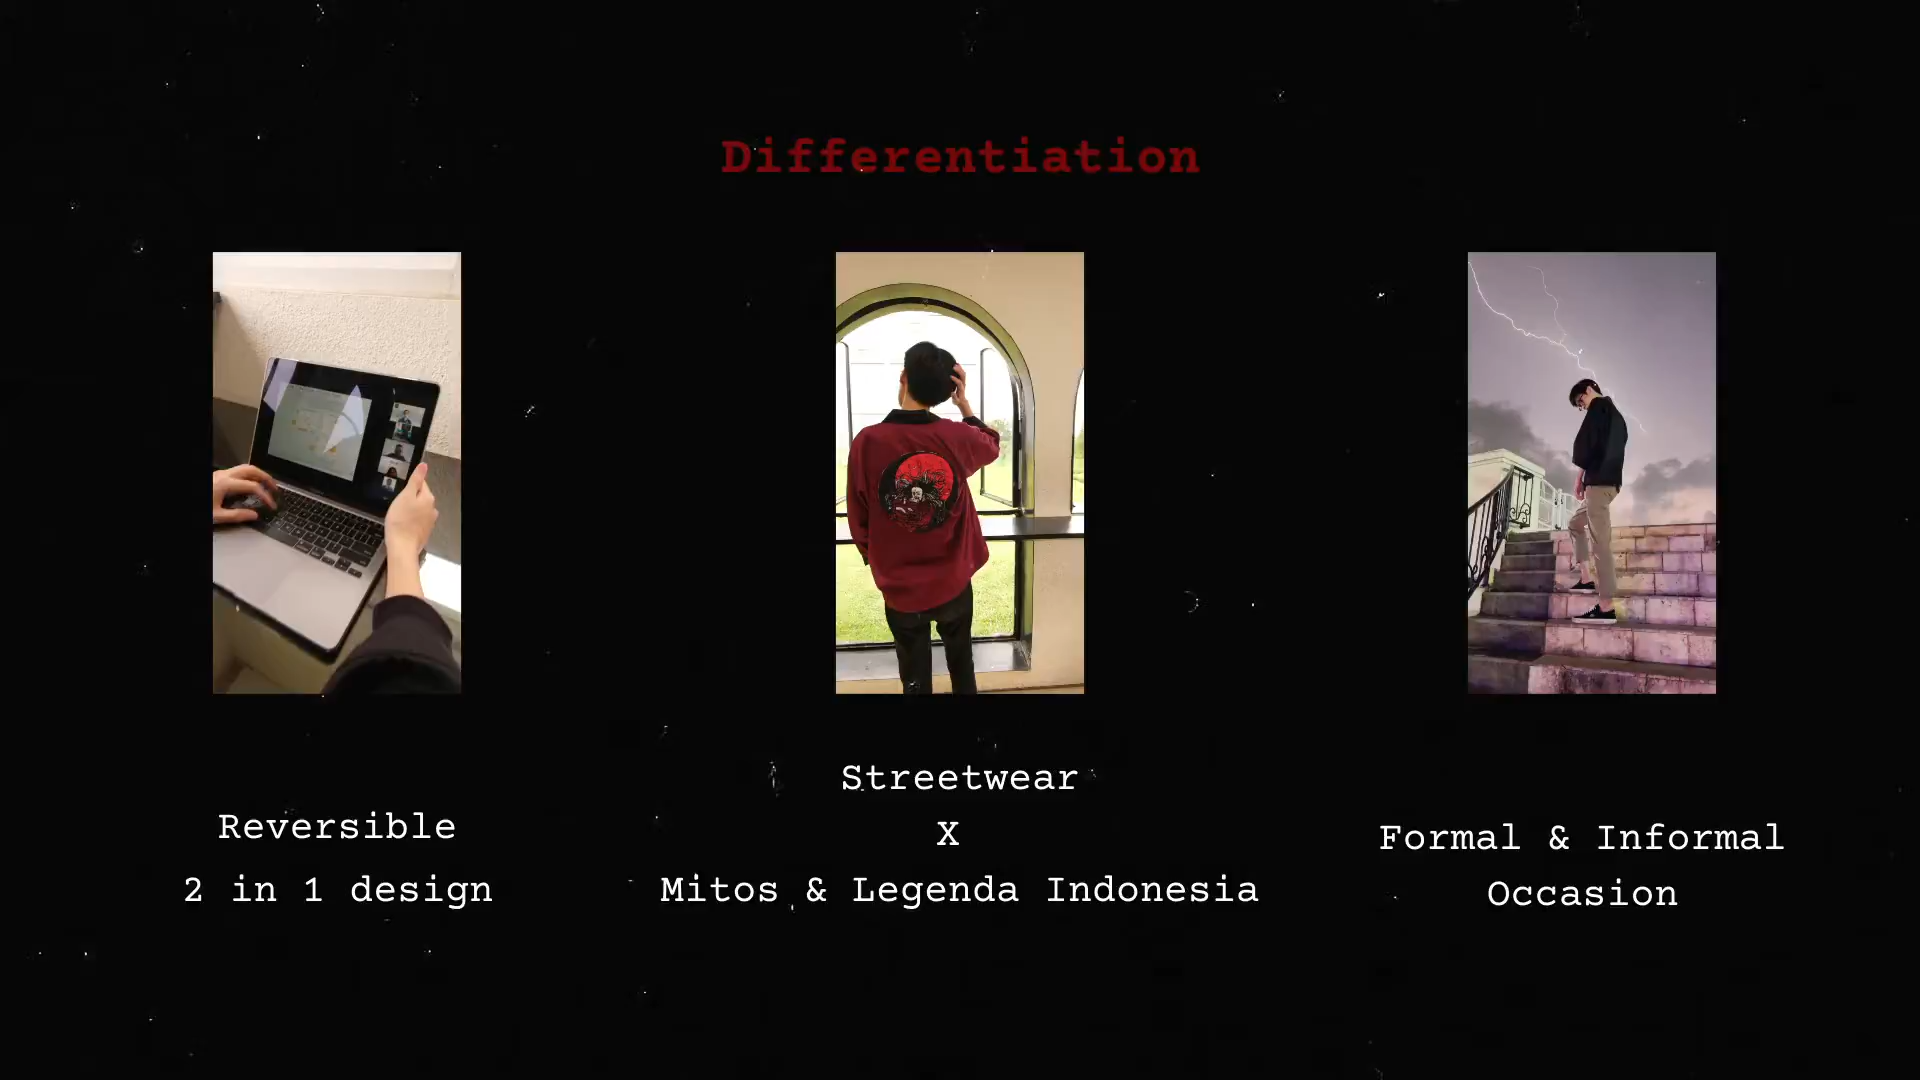 Differentiation
Reversible
2 in 1 design
Streetwear
X
Mitos & Legenda Indonesia
Formal & Informal
Occasion